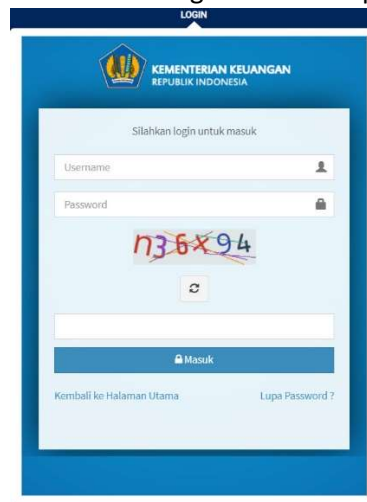 LOGIN
KEMENTERIAN KEUANGAN
REPUBLIK INDONESIA
Silahkan login untuk masuk
Username
Password
n36x94
Masuk
Kembali ke Halaman Utama
Lupa Password ?